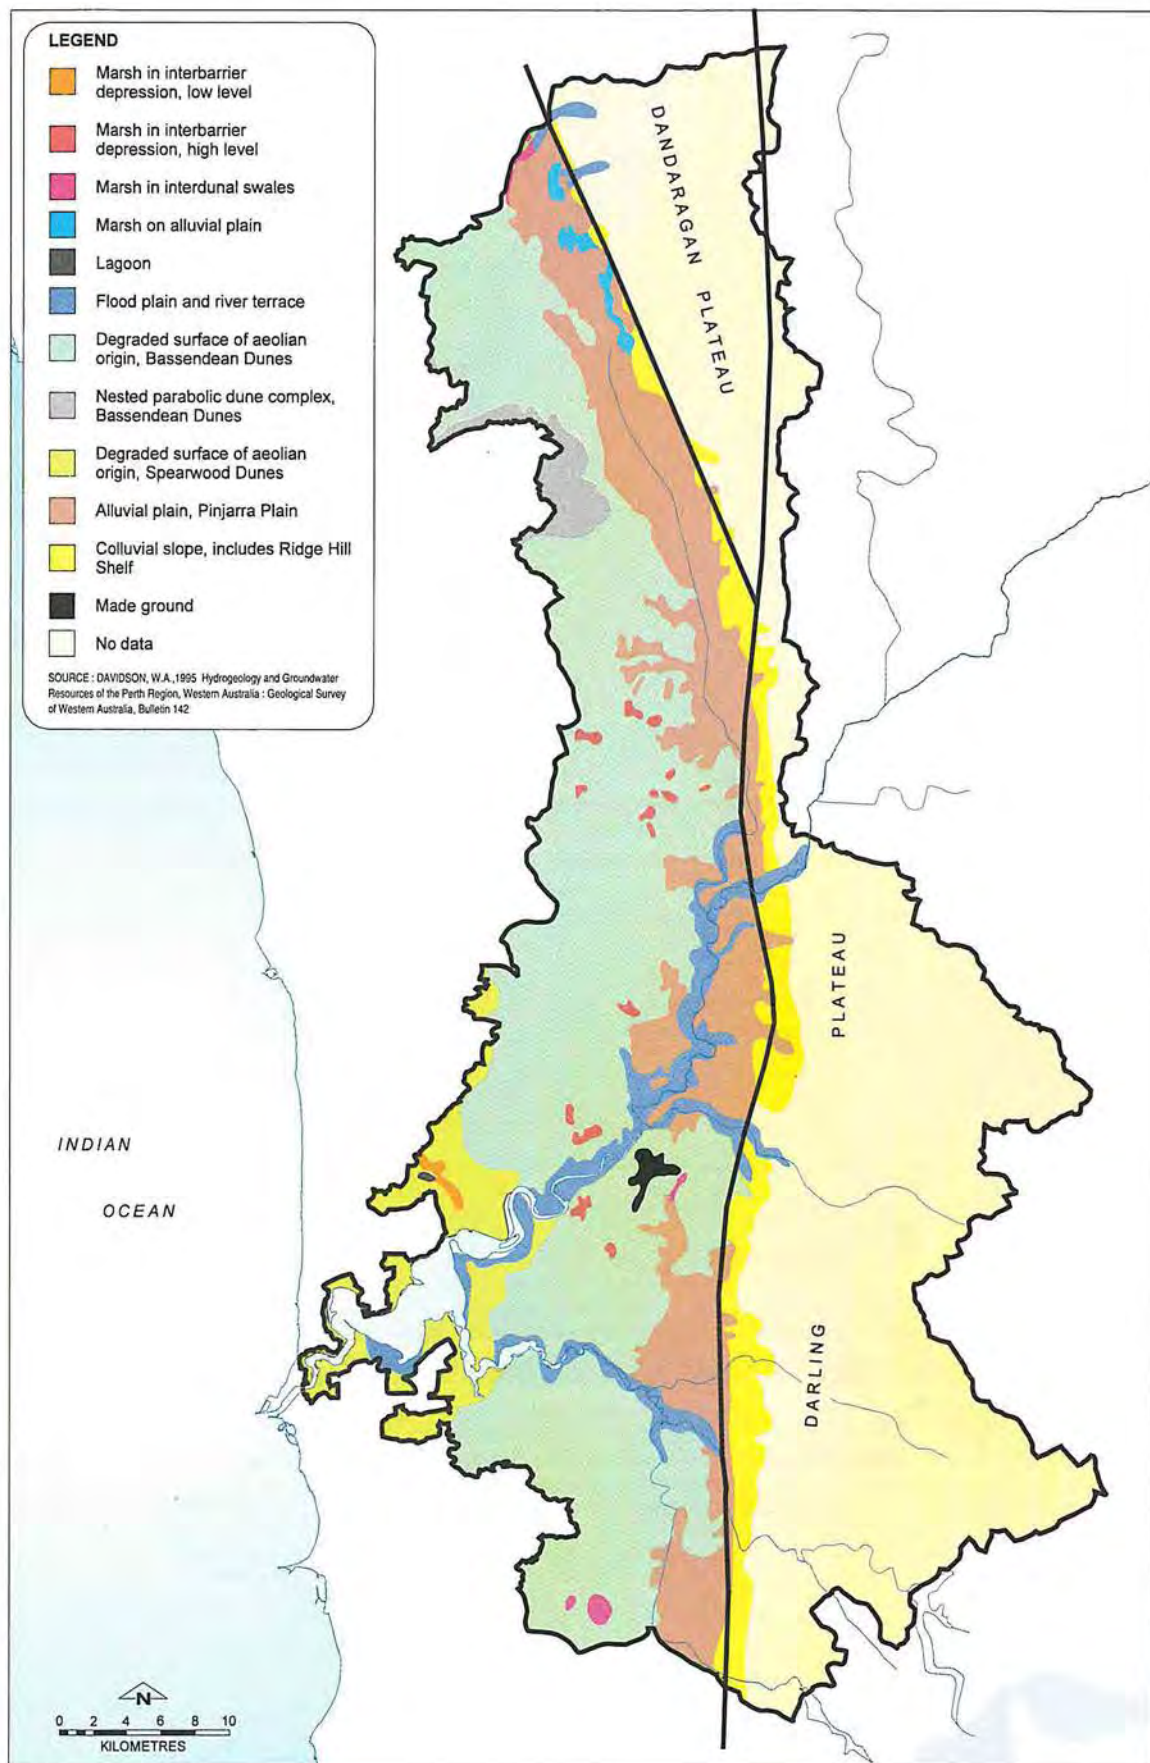 LEGEND
Marsh in interbarrier
depression, low level
Marsh in interbarrier
depression, high level
Marsh in interdunal swales
Marsh on alluvial plain
Lagoon
Flood plain and river terrace
Degraded surface of aeolian
origin, Bassendean Dunes
Nested parabolic dune complex,
Bassendean Dunes
Degraded surface of aeolian
origin, Spearwood Dunes
Alluvial plain, Pinjarra Plain
Colluvial slope, includes Ridge Hill
Shelf
Made ground
No data
SOURCE : DAVIDSON, W.A.,1995 Hydrogeology and Groundwater
Resources of the Perth Region, Western Australia : Geological Survey
of Western Australia, Bulletin 142
DANDARAGAN PLATEAU
PLATEAU
DARLING
INDIAN
OCEAN
N
0 2 4 6 8 10
KILOMETRES